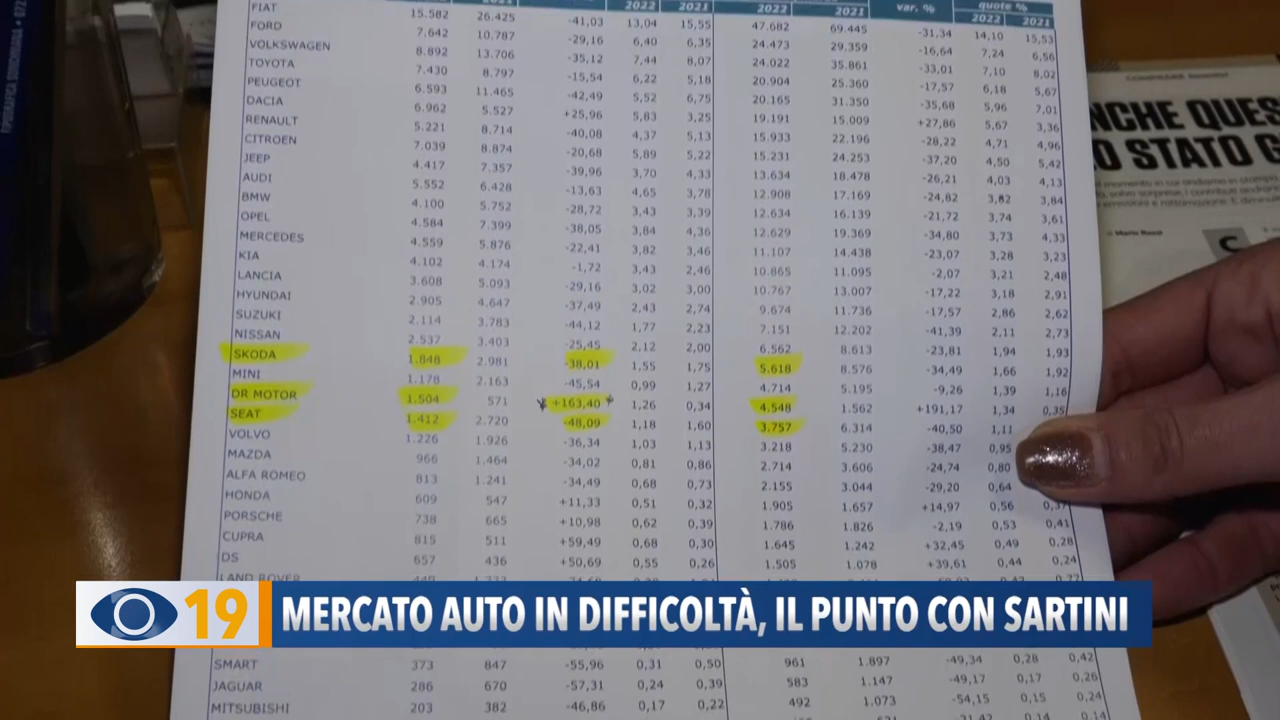 2022 2021 2021 var. % quote % 2022 2021
FIAT 15.582 26.425 -41,03 13,04 15,55 47.682 69.445 -31,34 14,10 15,53
FORD 7.642 10.787 -29,16 6,40 6,35 24.473 29.359 -16,64 7,24 6,56
VOLKSWAGEN 8.892 13.706 -35,12 7,44 8,07 24.022 35.861 -33,01 7,10 8,02
TOYOTA 7.430 8.797 -15,54 6,22 5,18 20.904 25.360 -17,57 6,18 5,67
PEUGEOT 6.593 11.465 -42,49 5,52 6,75 20.165 31.350 -35,68 5,96 7,01
DACIA 6.962 5.527 +25,96 5,83 3,25 19.191 15.009 +27,86 5,67 3,36
RENAULT 5.221 8.714 -40,08 4,37 5,13 15.933 22.196 -28,22 4,71 4,96
CITROEN 7.039 8.874 -20,68 5,89 5,22 15.231 24.253 -37,20 4,50 5,42
JEEP 4.417 7.357 -39,96 3,70 4,33 13.634 18.478 -26,21 4,03 4,13
AUDI 5.552 6.428 -13,63 4,65 3,78 12.908 17.169 -24,82 3,82 3,84
BMW 4.100 5.752 -28,72 3,43 3,39 12.634 16.139 -21,72 3,74 3,61
OPEL 4.584 7.399 -38,05 3,84 4,36 12.629 19.369 -34,80 3,73 4,33
MERCEDES 4.559 5.876 -22,41 3,82 3,46 11.107 14.438 -23,07 3,28 3,23
KIA 4.102 4.174 -1,72 3,43 2,46 10.865 11.095 -2,07 3,21 2,48
LANCIA 3.608 5.093 -29,16 3,02 3,00 10.767 13.007 -17,22 3,18 2,91
HYUNDAI 2.905 4.647 -37,49 2,43 2,74 9.674 11.736 -17,57 2,86 2,62
SUZUKI 2.114 3.783 -44,12 1,77 2,23 7.151 12.202 -41,39 2,11 2,73
NISSAN 2.537 3.403 -25,45 2,12 2,00 6.562 8.613 -23,81 1,94 1,93
SKODA 1.848 2.981 -38,01 1,55 1,75 5.618 8.576 -34,49 1,66 1,92
MINI 1.178 2.163 -45,54 0,99 1,27 4.714 5.195 -9,26 1,39 1,16
DR MOTOR 1.504 571 +163,40 1,26 0,34 4.548 1.562 +191,17 1,34 0,35
SEAT 1.412 2.720 -48,09 1,18 1,60 3.757 6.314 -40,50 1,11
VOLVO 1.226 1.926 -36,34 1,03 1,13 3.218 5.230 -38,47 0,95
MAZDA 966 1.464 -34,02 0,81 0,86 2.714 3.606 -24,74 0,80
ALFA ROMEO 813 1.241 -34,49 0,68 0,73 2.155 3.044 -29,20 0,64
HONDA 609 547 +11,33 0,51 0,32 1.905 1.657 +14,97 0,56 0,37
PORSCHE 738 665 +10,98 0,62 0,39 1.786 1.826 -2,19 0,53 0,41
CUPRA 815 511 +59,49 0,68 0,30 1.645 1.242 +32,45 0,49 0,28
DS 657 436 +50,69 0,55 0,26 1.505 1.078 +39,61 0,44 0,24
LAND ROVER
19 MERCATO AUTO IN DIFFICOLTÀ, IL PUNTO CON SARTINI
SMART 373 847 -55,96 0,31 0,50 961 1.897 -49,34 0,28 0,42
JAGUAR 286 670 -57,31 0,24 0,39 583 1.147 -49,17 0,17 0,26
MITSUBISHI 203 382 -46,86 0,17 0,22 492 1.073 -54,15 0,15 0,24
NCHE QUES
O STATO G